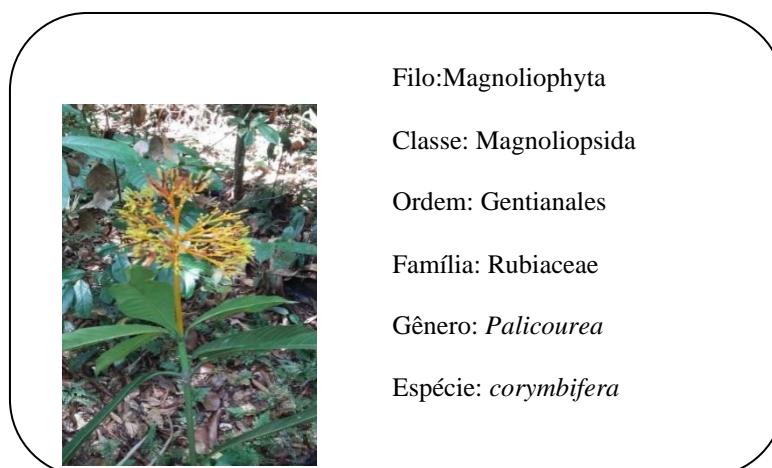 Filo:Magnoliophyta
Classe: Magnoliopsida
Ordem: Gentianales
Família: Rubiaceae
Gênero: Palicourea
Espécie: corymbifera